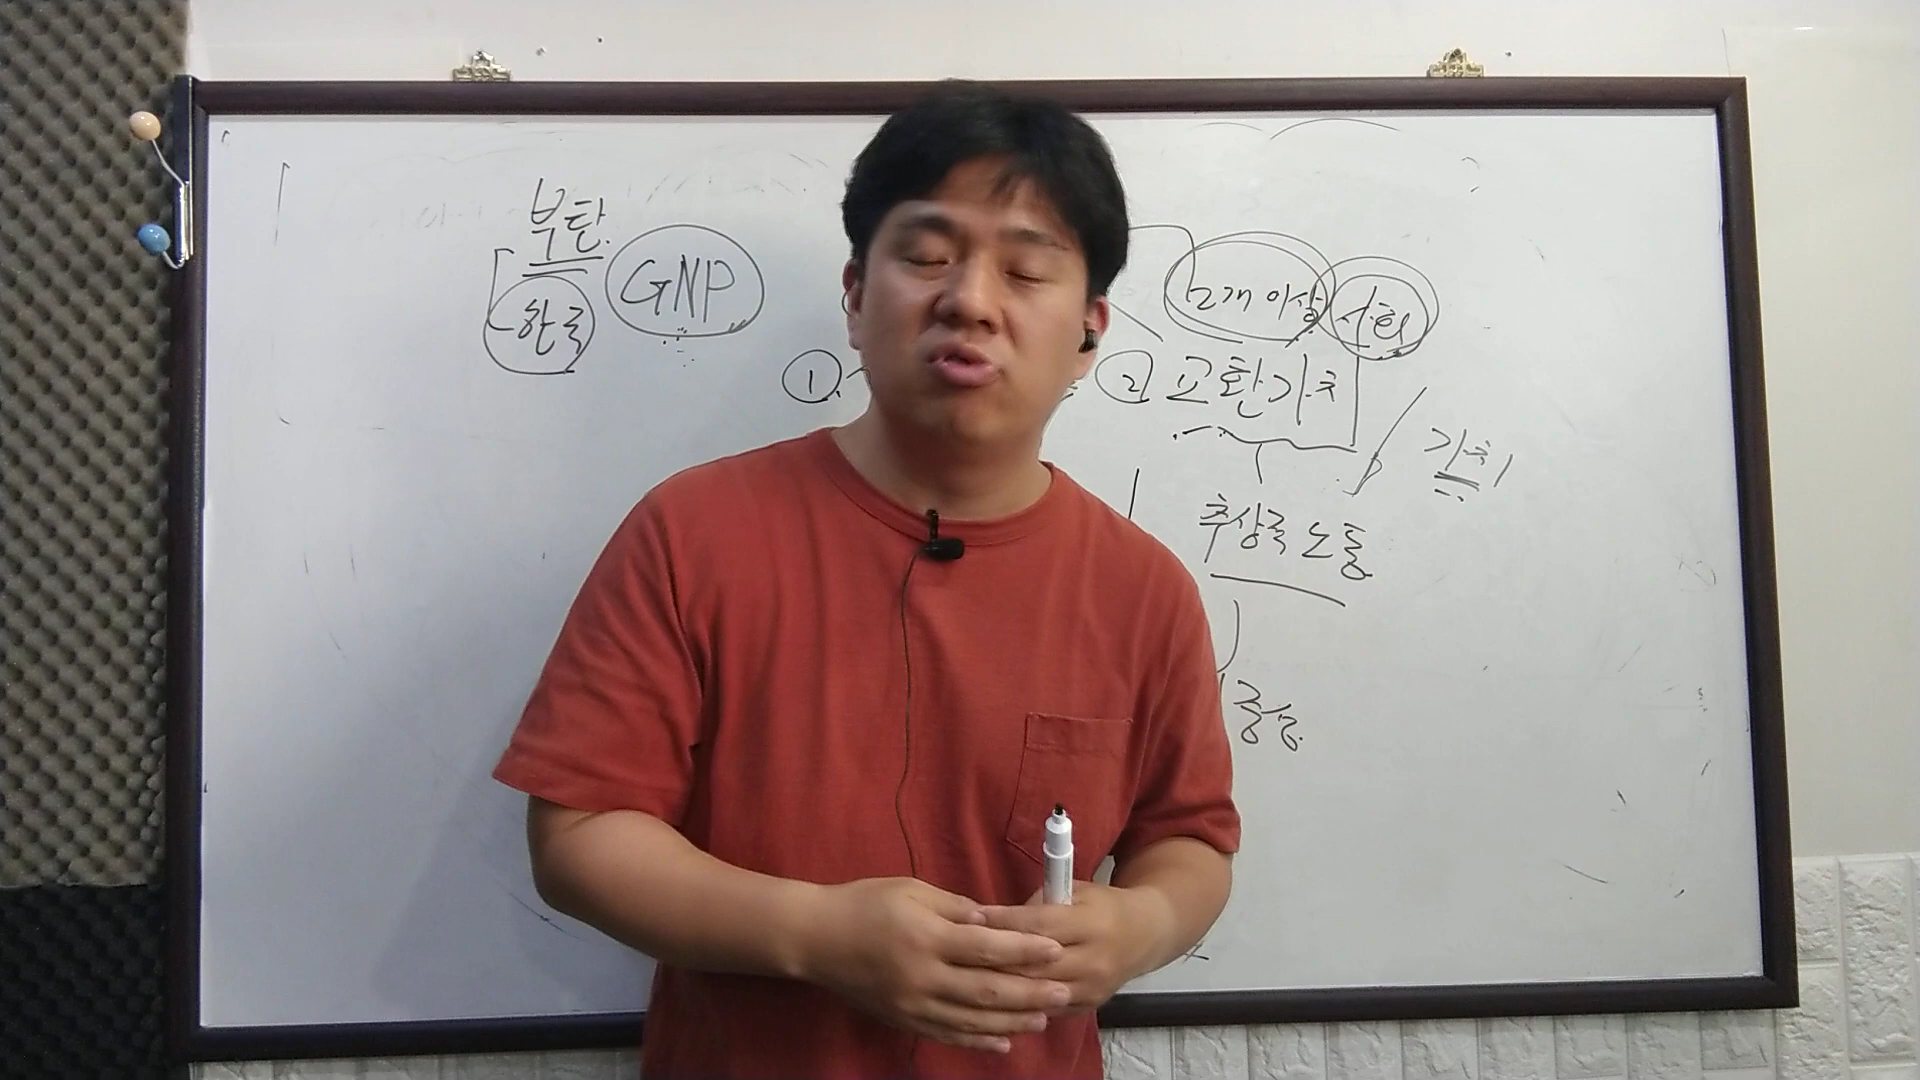 부탄
한국 GNP
2개 이상 사회
① ② 교환가치
가치
추상적 노동